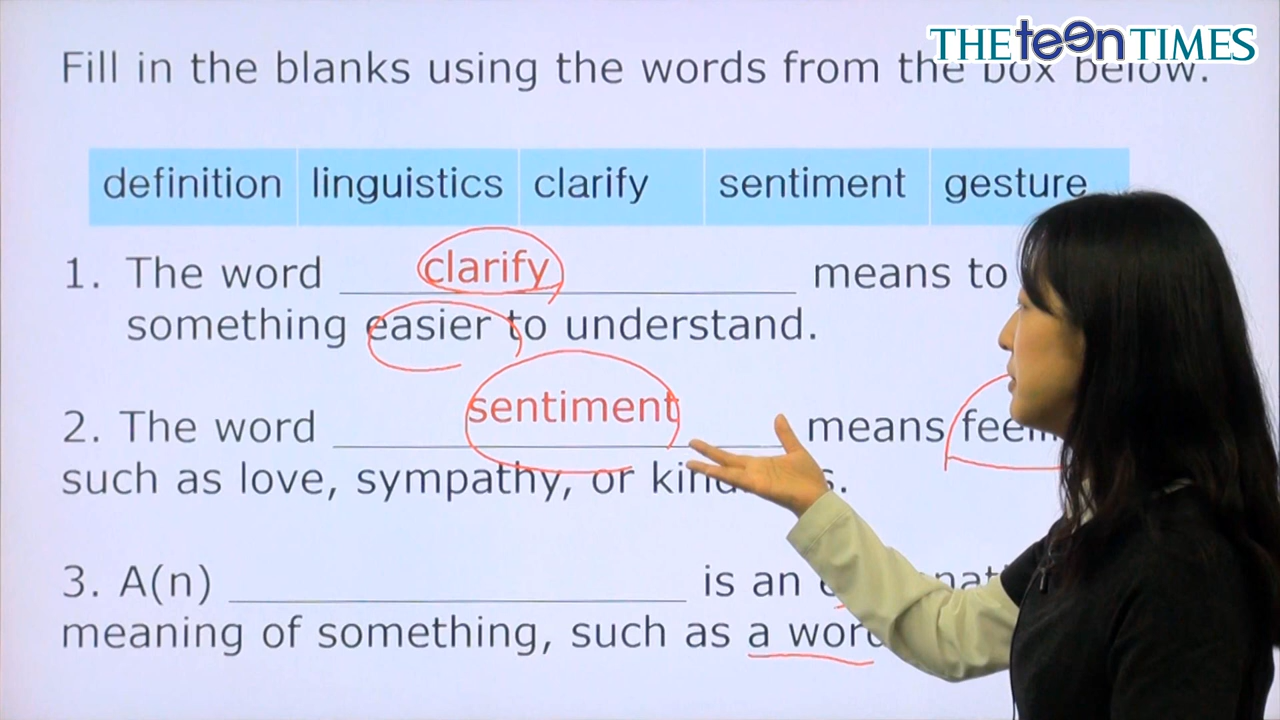 THE teen TIMES
Fill in the blanks using the words from the box below.
definition linguistics clarify sentiment gesture
1. The word clarify means to
something easier to understand.
2. The word sentiment means
such as love, sympathy, or
3. A(n) is an
meaning of something, such as a word